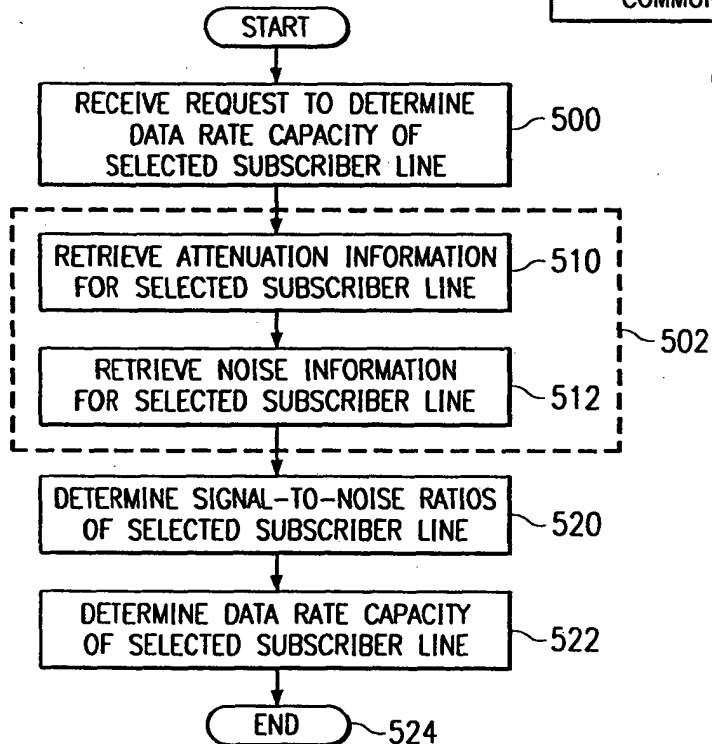 COMMON
START
RECEIVE REQUEST TO DETERMINE
DATA RATE CAPACITY OF
SELECTED SUBSCRIBER LINE
500
RETRIEVE ATTENUATION INFORMATION
FOR SELECTED SUBSCRIBER LINE
510
502
RETRIEVE NOISE INFORMATION
FOR SELECTED SUBSCRIBER LINE
512
DETERMINE SIGNAL-TO-NOISE RATIOS
OF SELECTED SUBSCRIBER LINE
520
DETERMINE DATA RATE CAPACITY
OF SELECTED SUBSCRIBER LINE
522
END
524